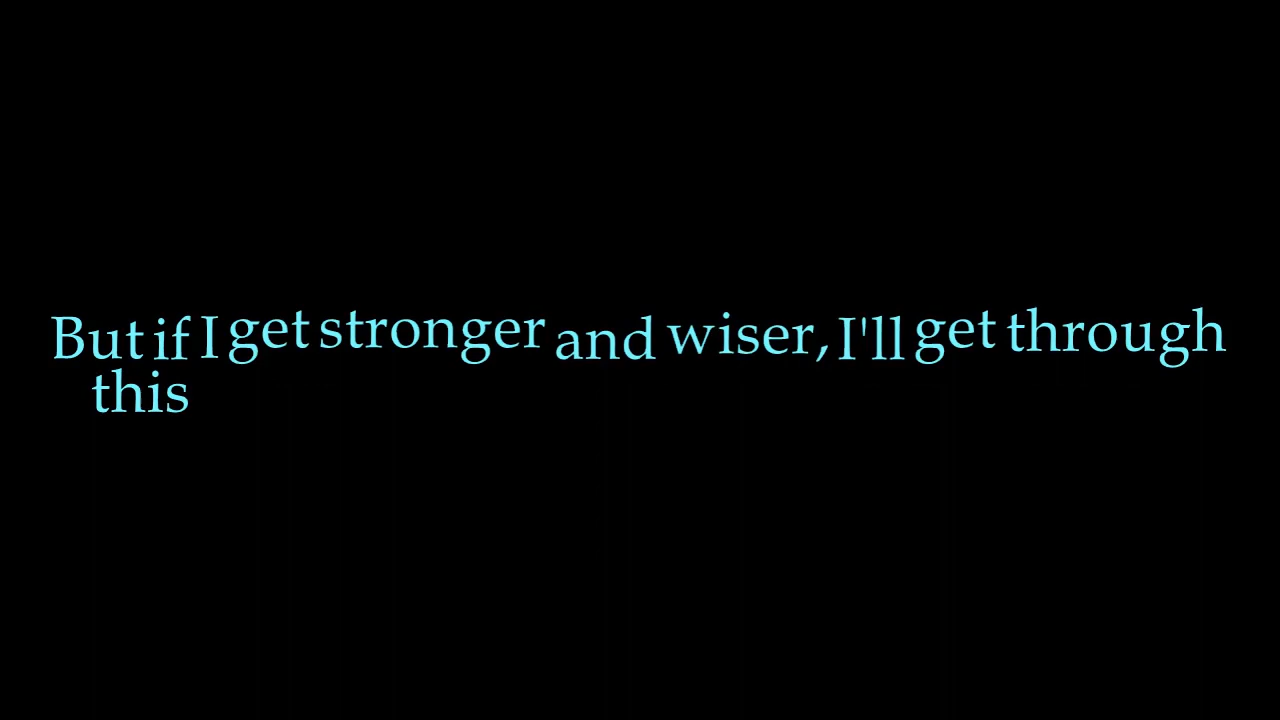 But if I get stronger and wiser, I'll get through
this